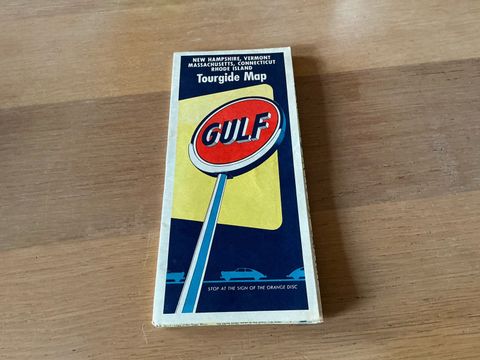 NEW HAMPSHIRE, VERMONT
MASSACHUSETTS, CONNECTICUT
RHODE ISLAND
Tourgide Map
GULF
STOP AT THE SIGN OF THE ORANGE DISC